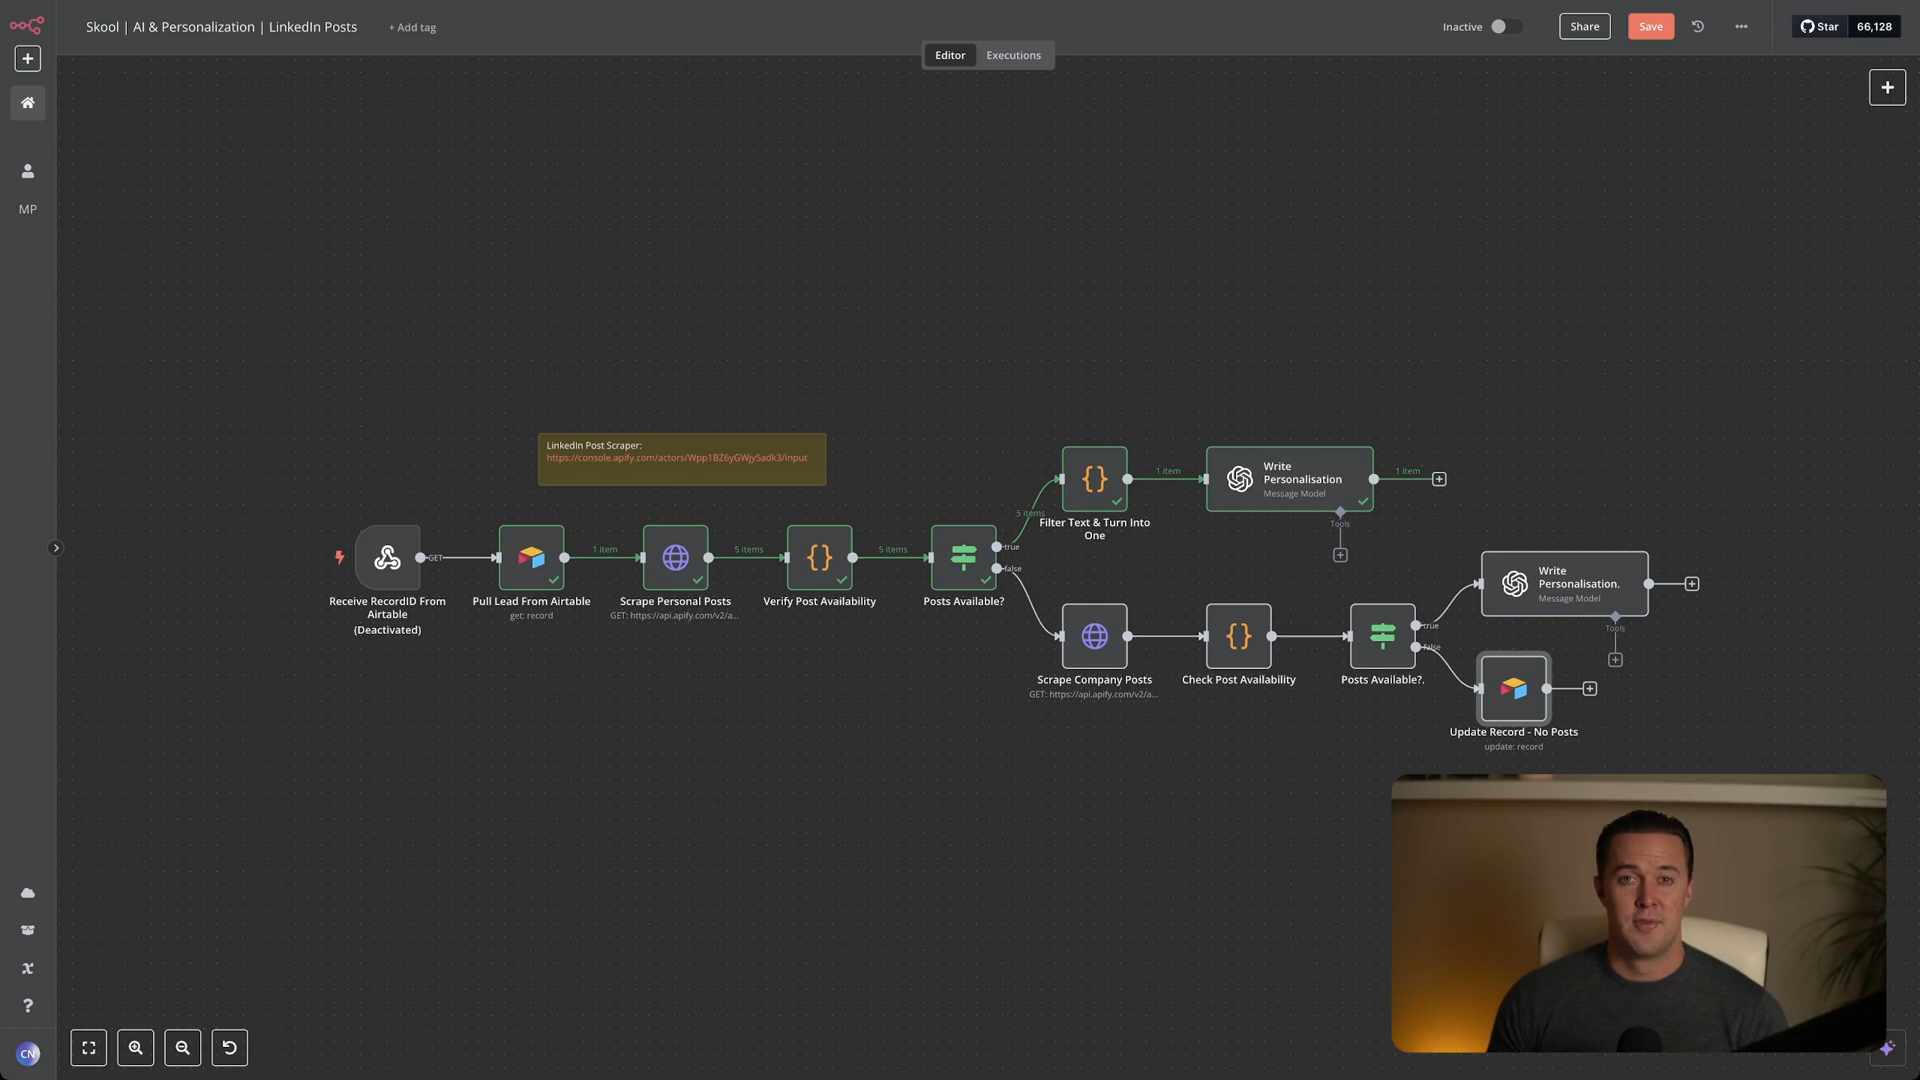 Skool | AI & Personalization | LinkedIn Posts
+ Add tag
Inactive
Share
Save
Star
66,128
Editor
Executions
MP
LinkedIn Post Scraper:
https://console.apify.com/actors/Wpp1BZ6yGWjySadk3/input
Write
Personalisation
Message Model
1 item
1 item
Tools
5 items
Filter Text & Turn Into
One
GET
1 item
5 items
5 items
true
false
Receive RecordID From
Airtable
(Deactivated)
Pull Lead From Airtable
get: record
Scrape Personal Posts
GET: https://api.apify.com/v2/a...
Verify Post Availability
Posts Available?
Write
Personalisation.
Message Model
Tools
true
false
Scrape Company Posts
GET: https://api.apify.com/v2/a...
Check Post Availability
Posts Available?.
Update Record - No Posts
update: record
CN